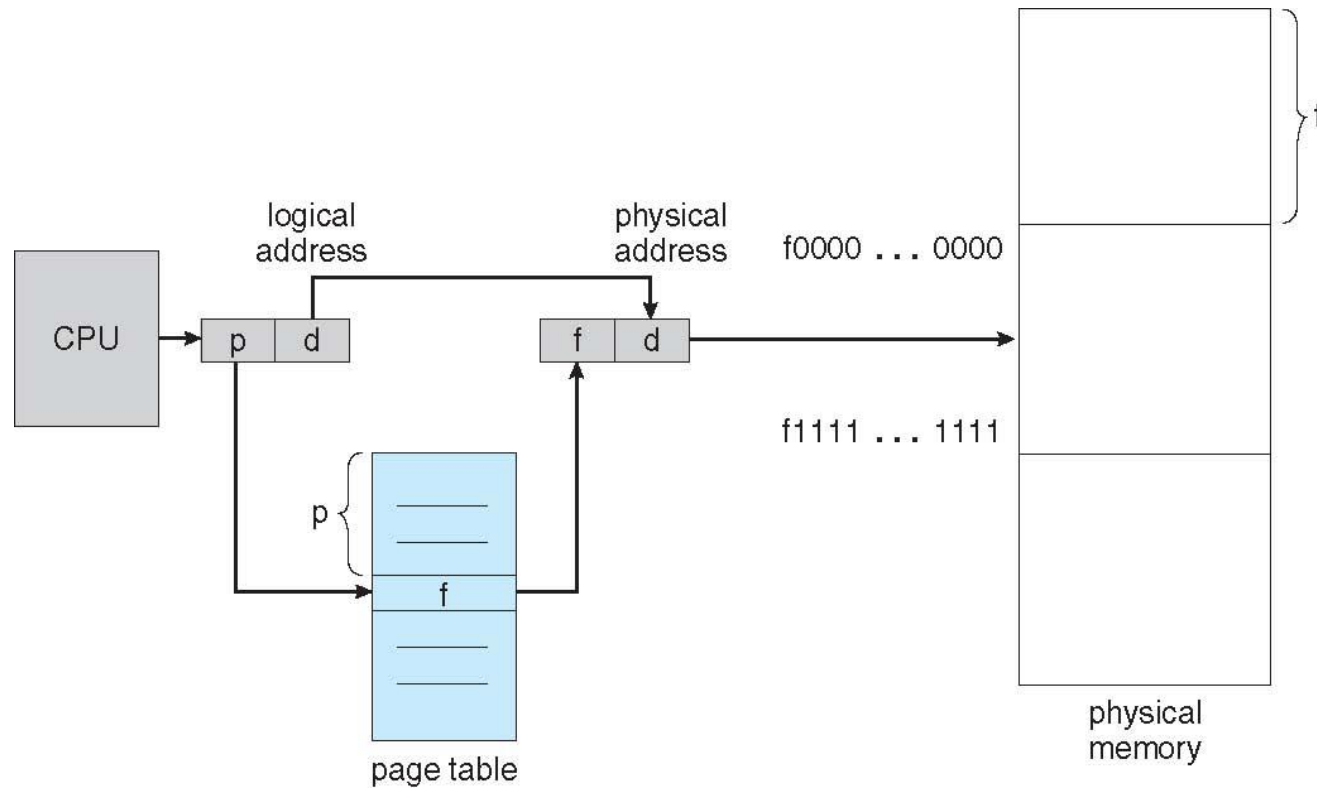 f
logical
address
physical
address
f0000 ... 0000
CPU
p
d
f
d
f1111 ... 1111
p
f
page table
physical
memory